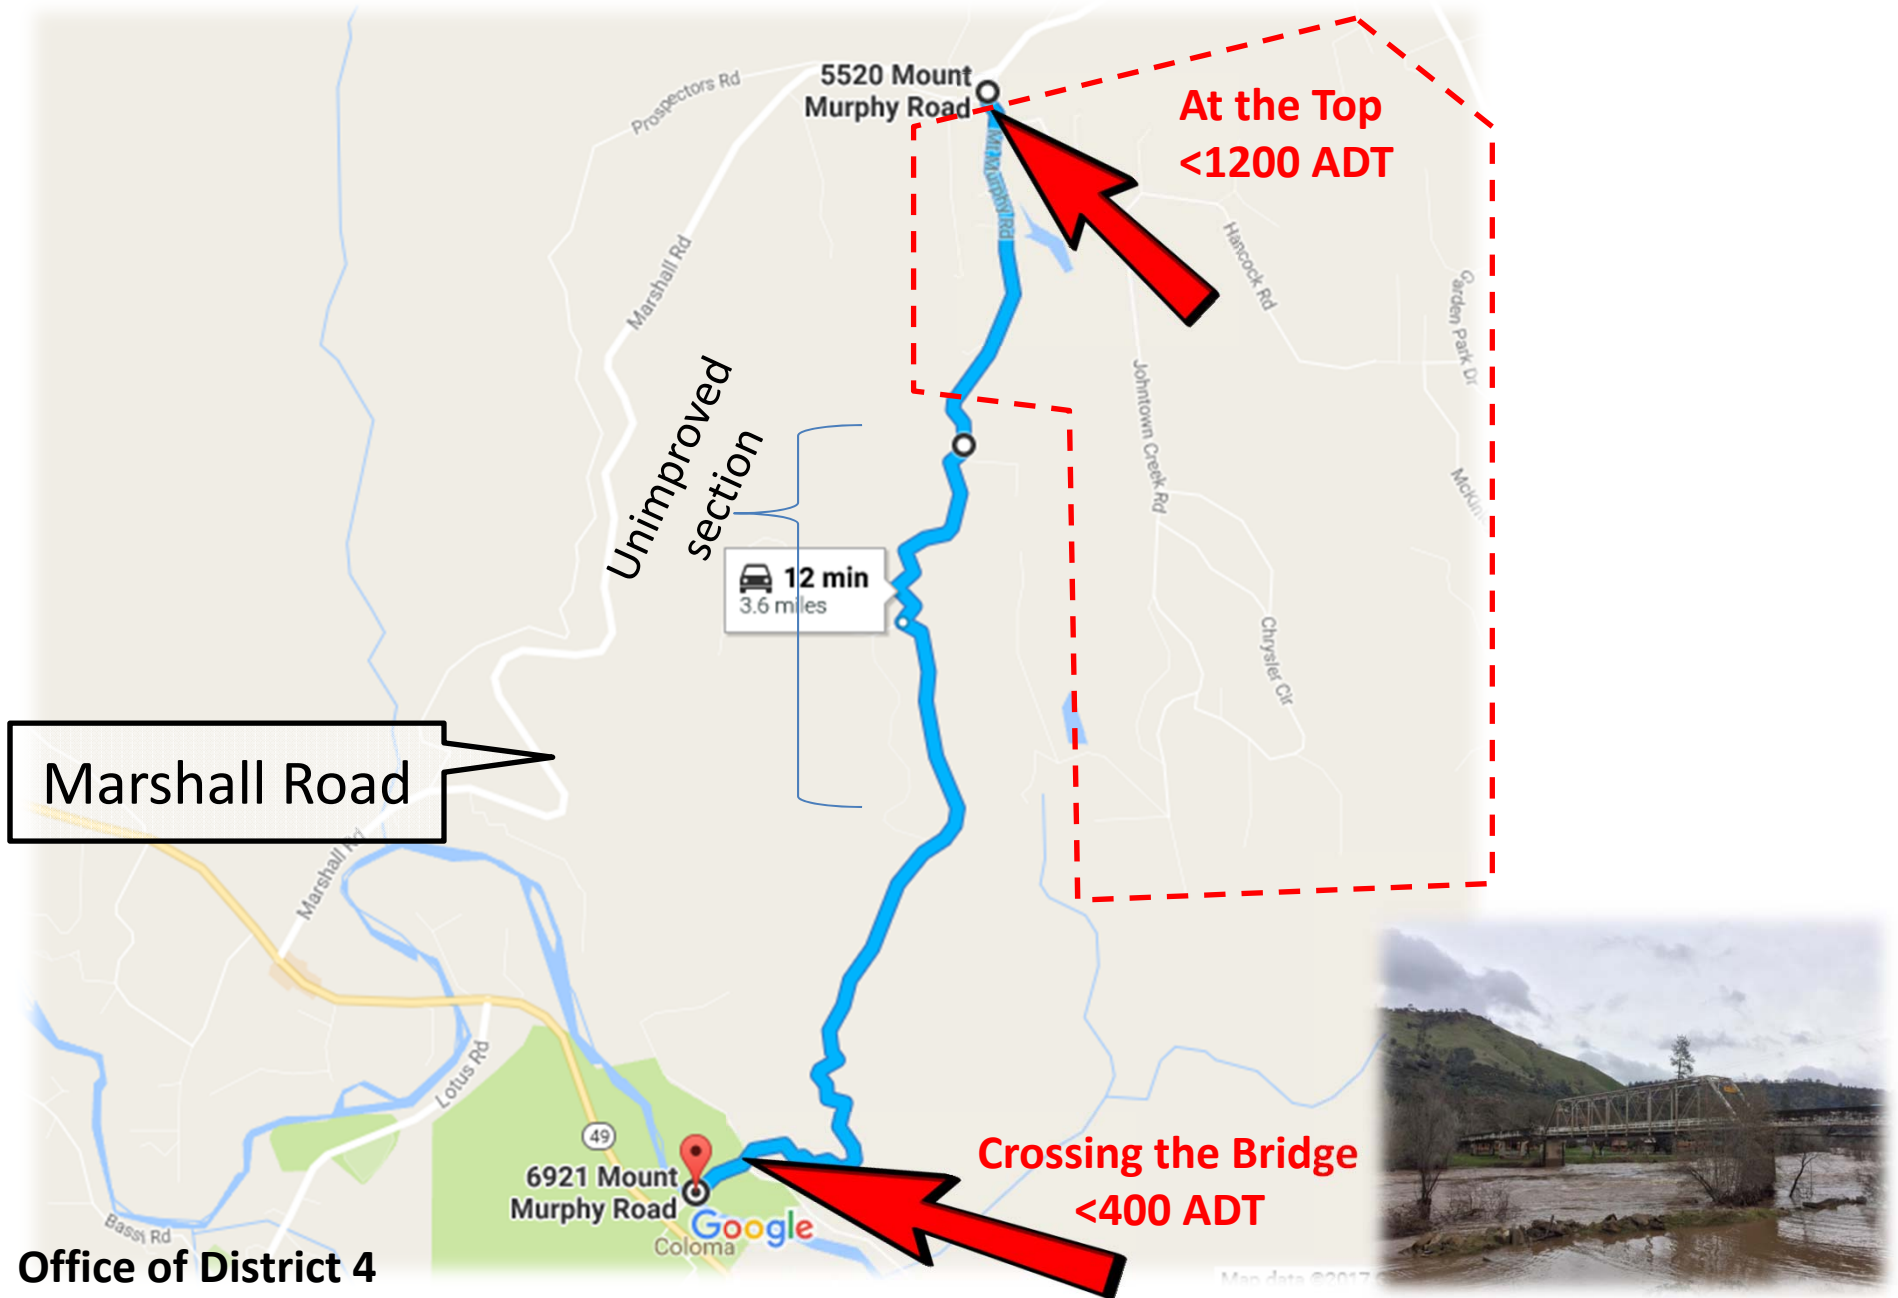 5520 Mount
Murphy Road
Prospectors Rd
At the Top
<1200 ADT
Mt Murphy Rd
Marshall Rd
Hancock Rd
Garden Park Dr
Unimproved
section
Johntown Creek Rd
12 min
3.6 miles
Chrysler Cir
Marshall Road
Marshall Rd
Lotus Rd
49
6921 Mount
Murphy Road
Crossing the Bridge
<400 ADT
Google
Coloma
Bassi Rd
Office of District 4
Map data ©2017